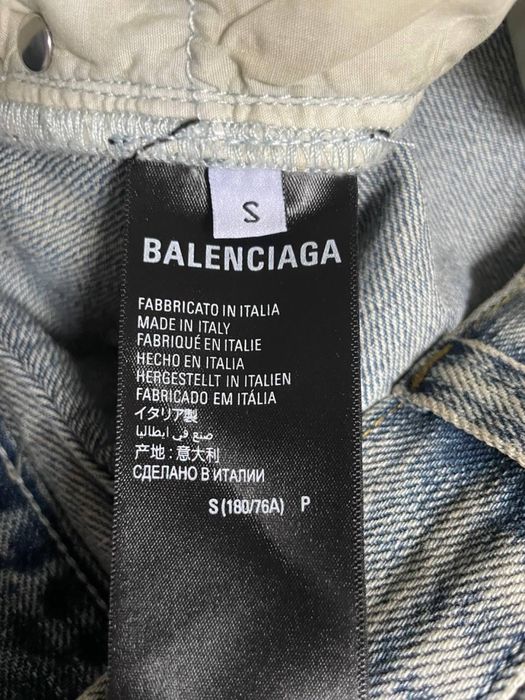 S
BALENCIAGA
FABBRICATO IN ITALIA
MADE IN ITALY
FABRIQUÉ EN ITALIE
HECHO EN ITALIA
HERGESTELLT IN ITALIEN
FABRICADO EM ITÁLIA
イタリア製
صنع في ايطاليا
产地：意大利
СДЕЛАНО В ИТАЛИИ
S (180/76A) P